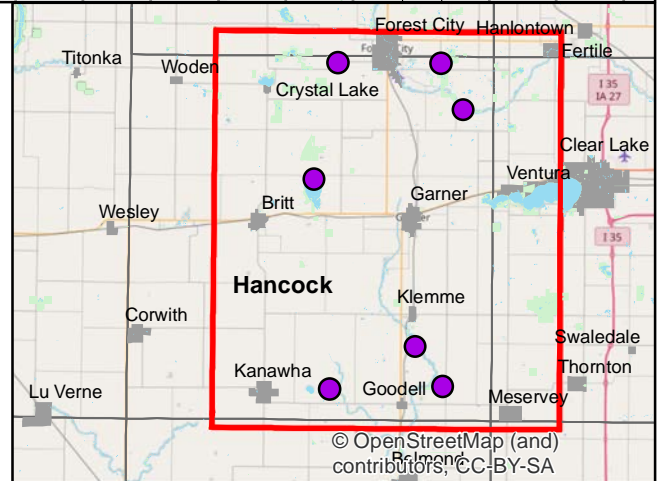 Forest City
Hanlontown
Titonka
Woden
Fertile
Crystal Lake
I 35
IA 27
Clear Lake
Ventura
Garner
Britt
Wesley
I 35
Hancock
Klemme
Corwith
Swaledale
Kanawha
Thornton
Lu Verne
Goodell
Meservey
© OpenStreetMap (and)
contributors, CC-BY-SA
Belmond